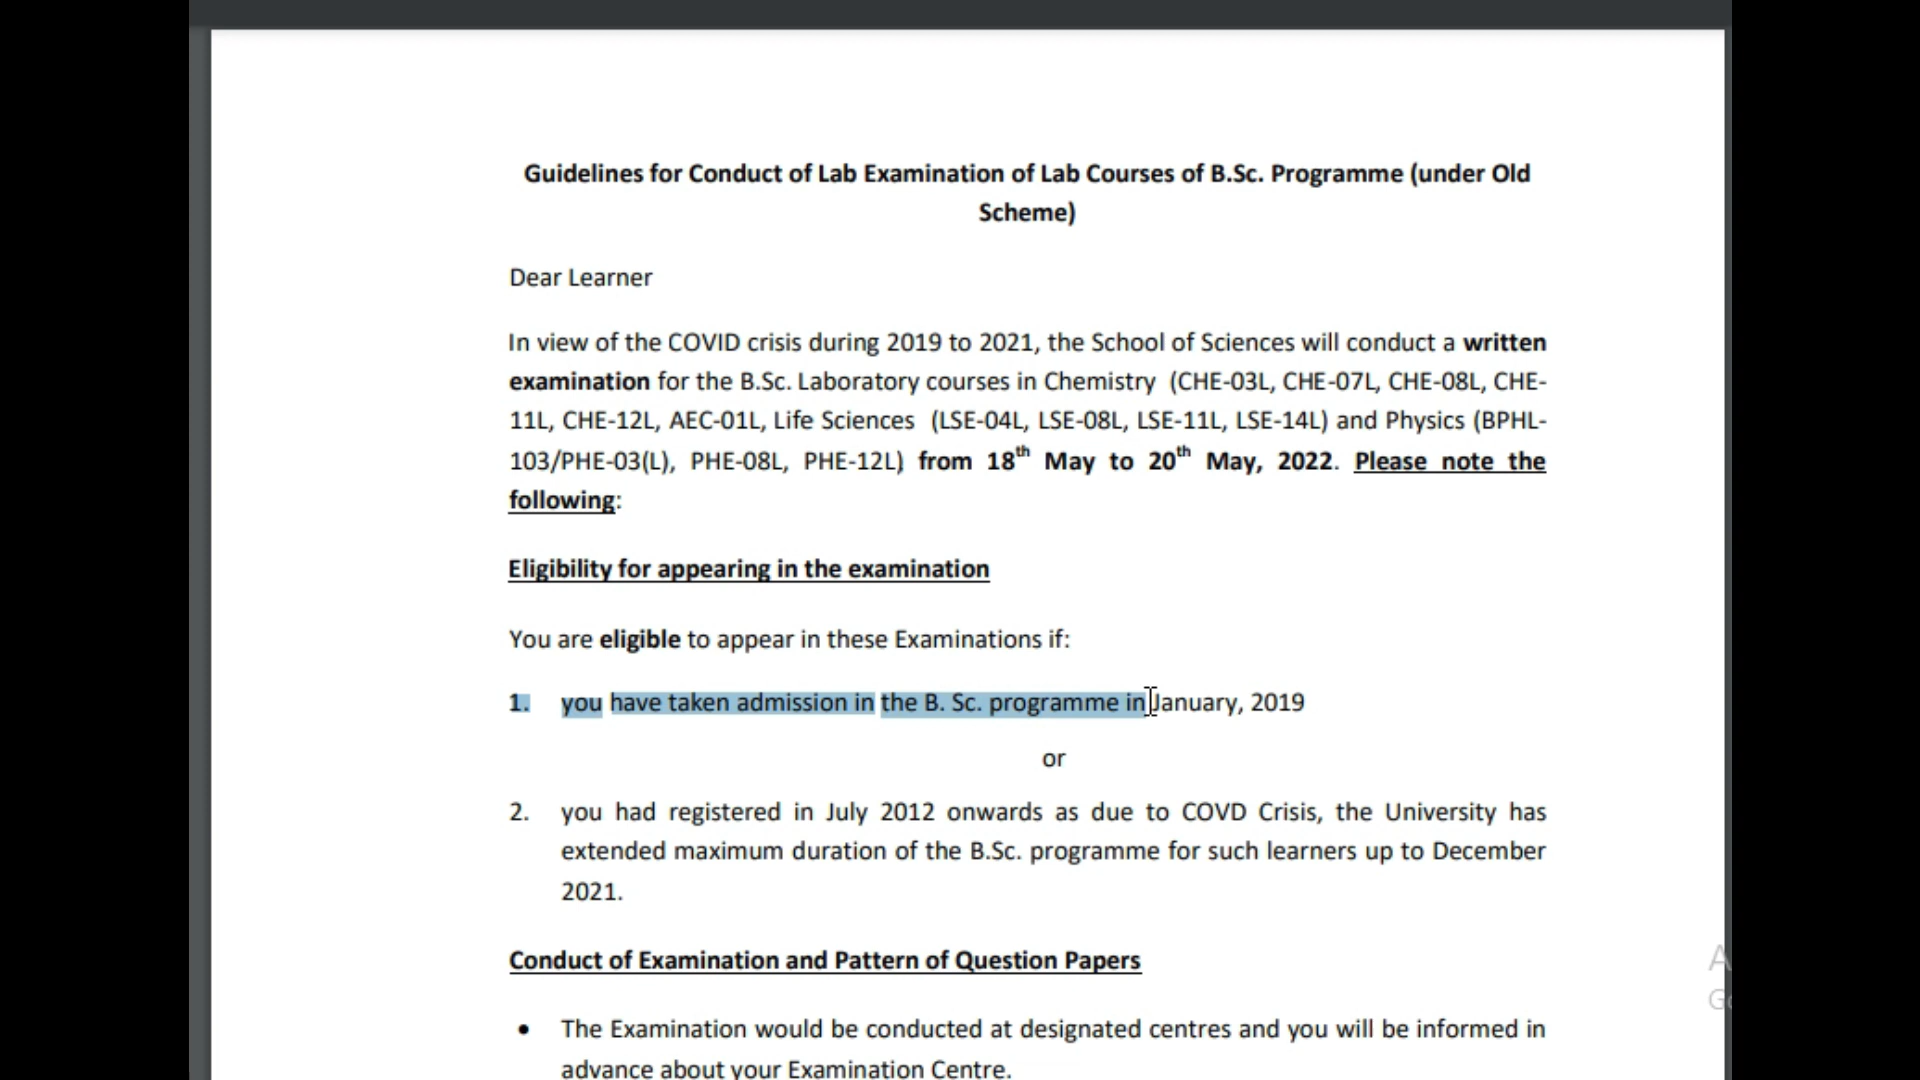 Guidelines for Conduct of Lab Examination of Lab Courses of B.Sc. Programme (under Old
Scheme)
Dear Learner
In view of the COVID crisis during 2019 to 2021, the School of Sciences will conduct a written
examination for the B.Sc. Laboratory courses in Chemistry (CHE-03L, CHE-07L, CHE-08L, CHE-
11L, CHE-12L, AEC-01L, Life Sciences (LSE-04L, LSE-08L, LSE-11L, LSE-14L) and Physics (BPHL-
103/PHE-03(L), PHE-08L, PHE-12L) from 18th May to 20th May, 2022. Please note the
following:
Eligibility for appearing in the examination
You are eligible to appear in these Examinations if:
1. you have taken admission in the B. Sc. programme in January, 2019
or
2. you had registered in July 2012 onwards as due to COVD Crisis, the University has
extended maximum duration of the B.Sc. programme for such learners up to December
2021.
Conduct of Examination and Pattern of Question Papers
• The Examination would be conducted at designated centres and you will be informed in
advance about your Examination Centre.